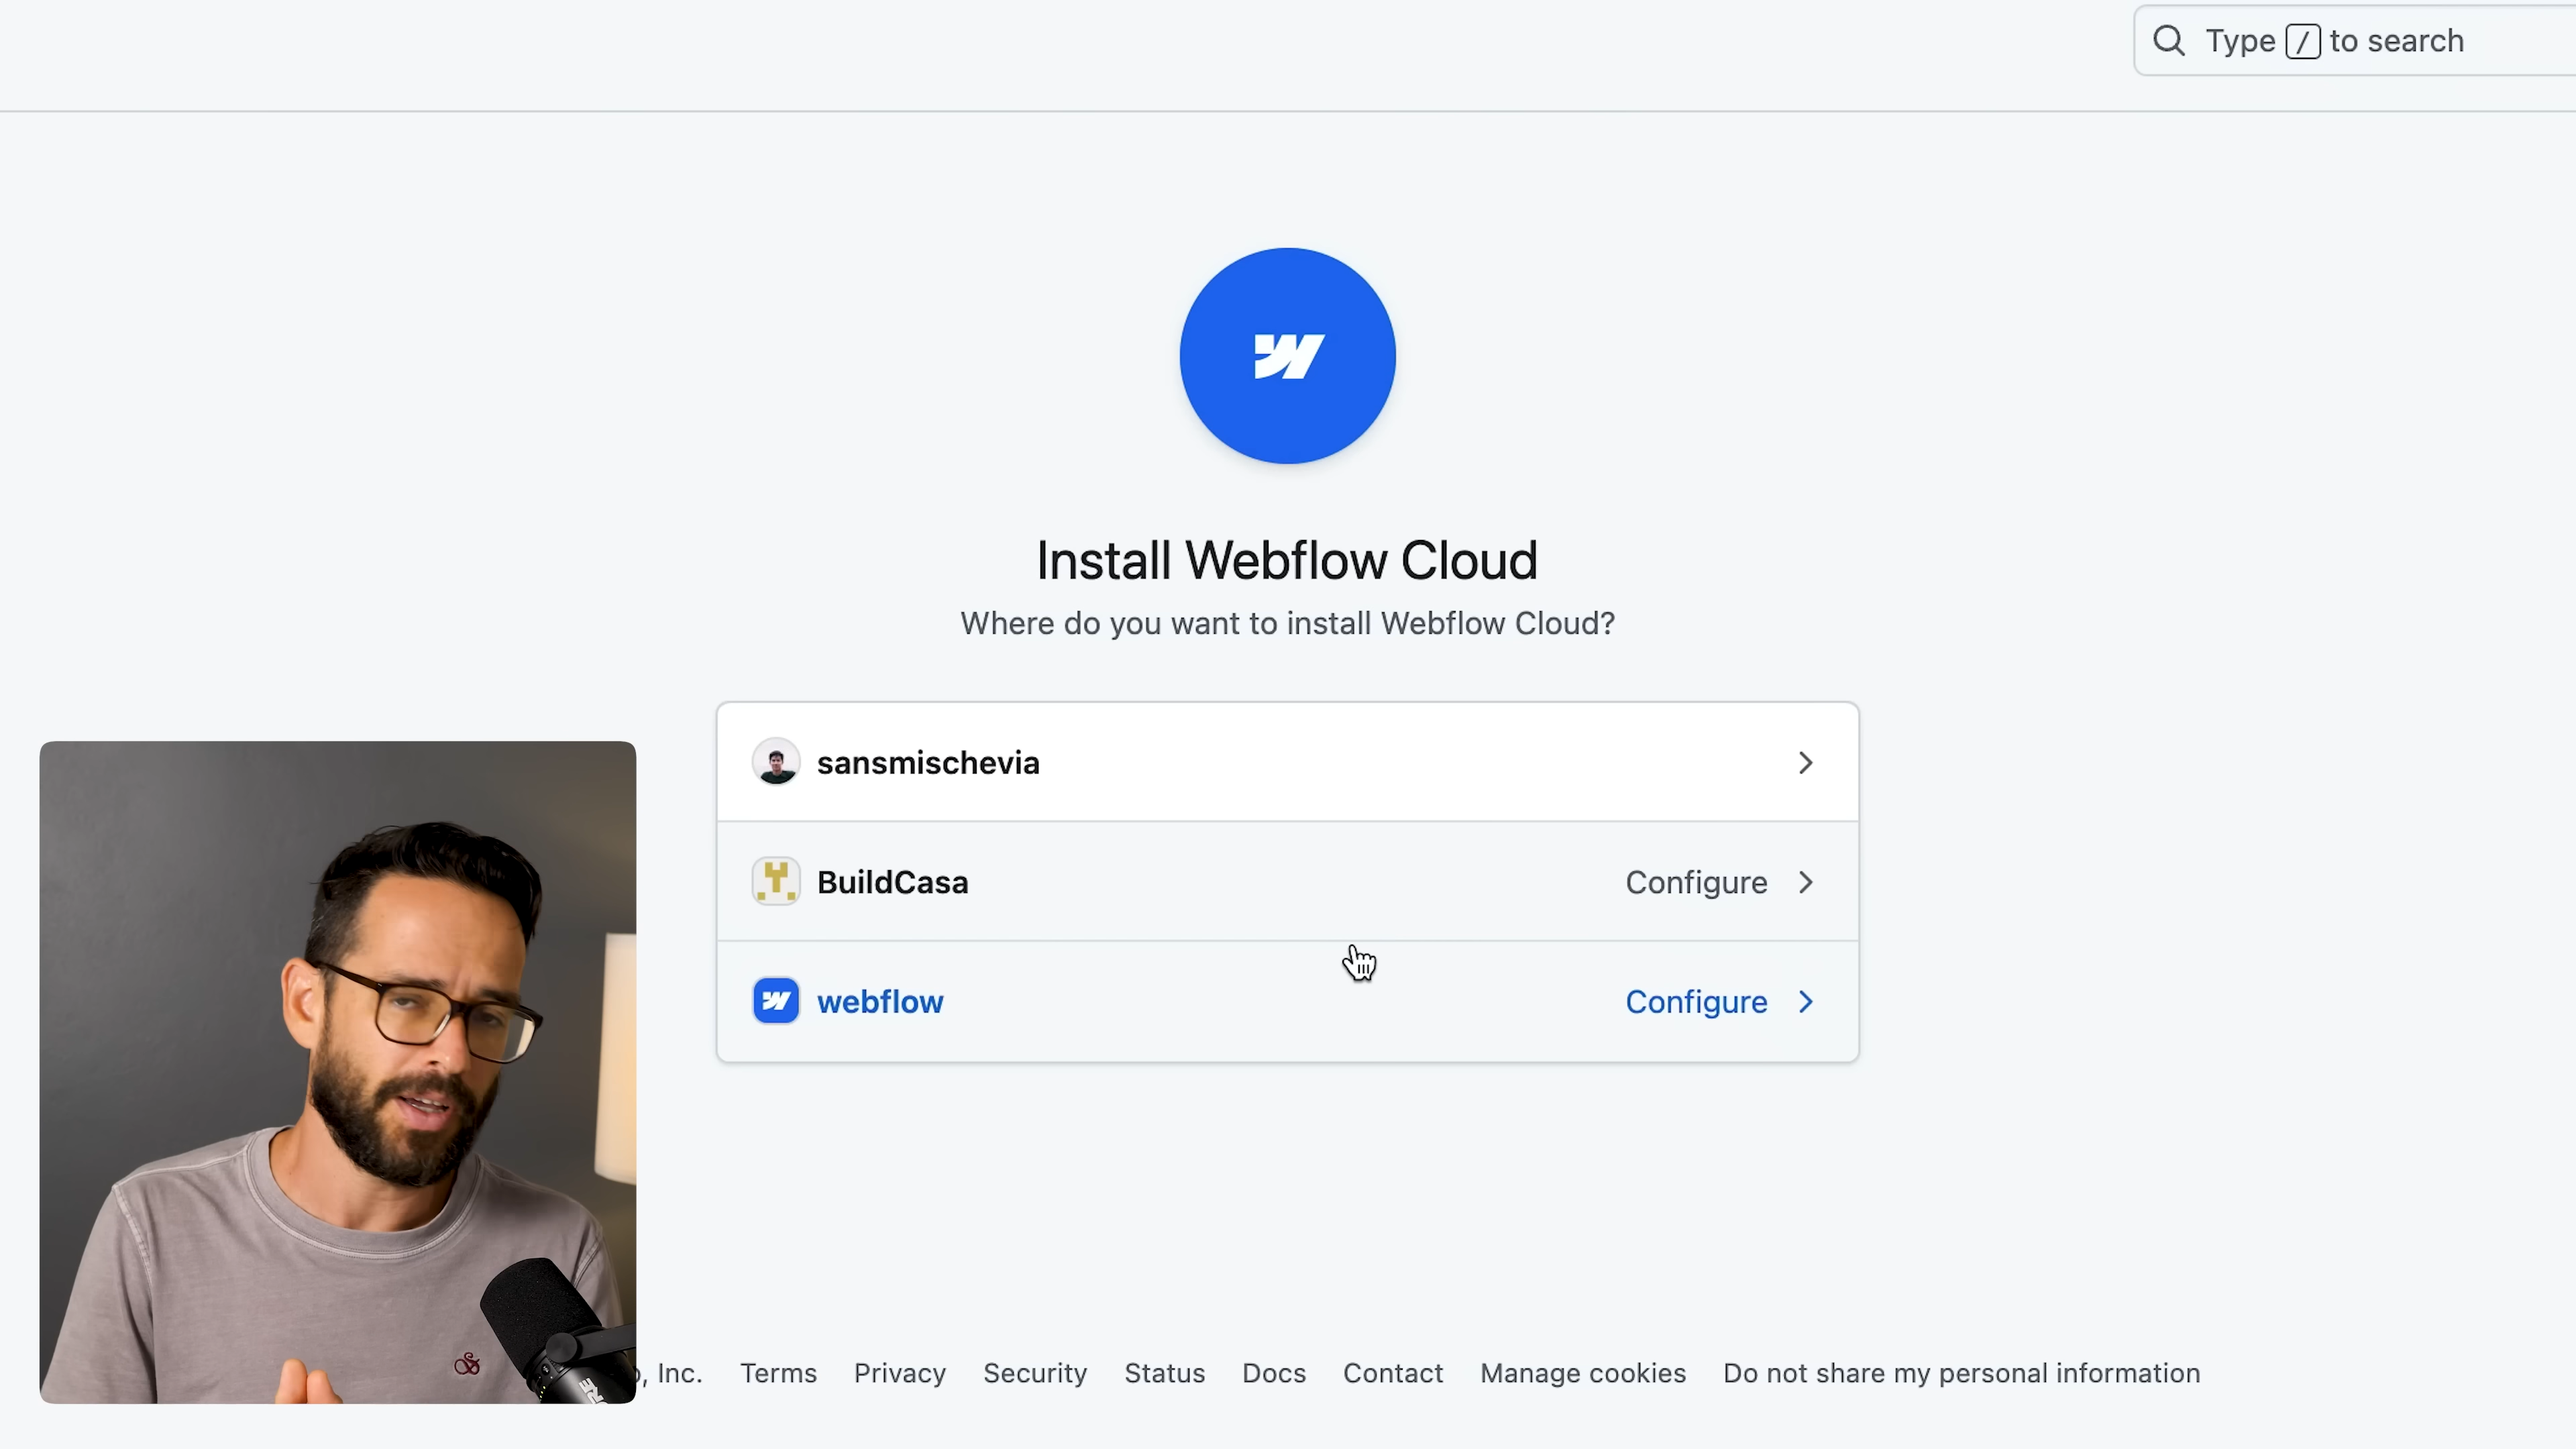 Type / to search
Install Webflow Cloud
Where do you want to install Webflow Cloud?
sansmischevia
BuildCasa Configure
webflow Configure
, Inc. Terms Privacy Security Status Docs Contact Manage cookies Do not share my personal information